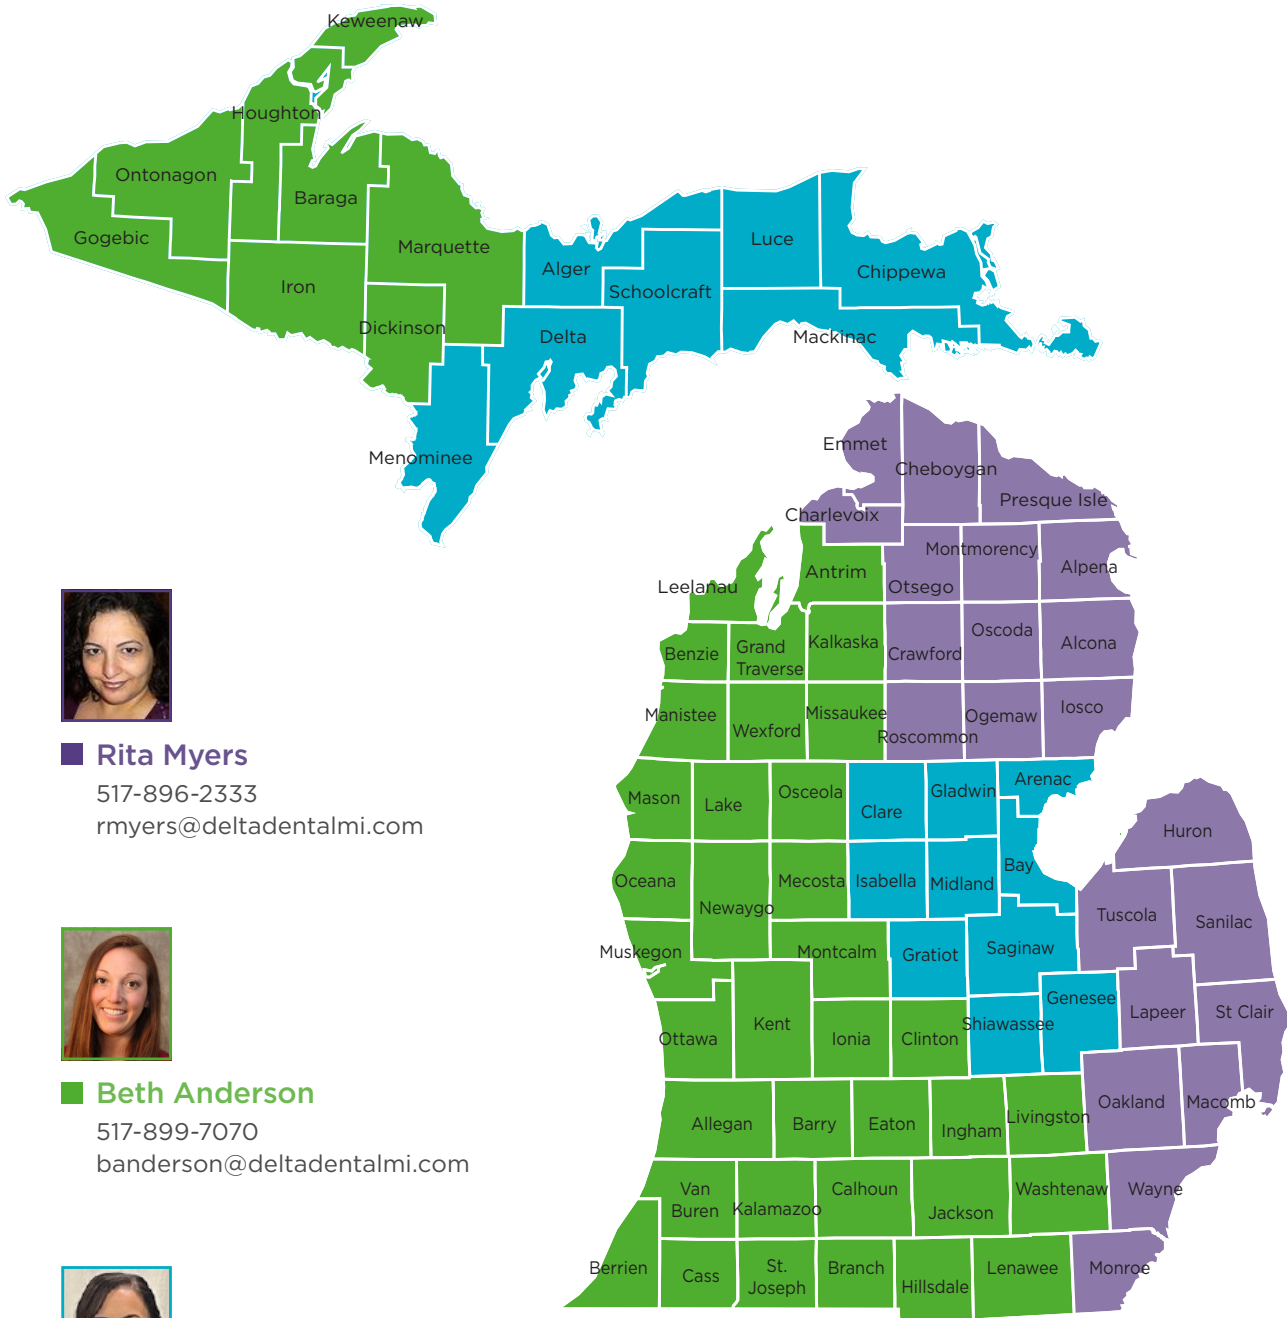 Keweenaw
Houghton
Ontonagon
Baraga
Gogebic
Marquette
Iron
Dickinson
Luce
Alger
Chippewa
Schoolcraft
Delta
Mackinac
Menominee
Emmet
Cheboygan
Presque Isle
Charlevoix
Montmorency
Antrim
Alpena
Leelanau
Otsego
Oscoda
Kalkaska
Alcona
Benzie
Grand
Traverse
Crawford
Manistee
Missaukee
Iosco
Ogemaw
Wexford
Roscommon
Arenac
Gladwin
Osceola
Mason
Lake
Clare
Huron
Bay
Oceana
Mecosta
Isabella
Midland
Newaygo
Tuscola
Sanilac
Muskegon
Montcalm
Gratiot
Saginaw
Genesee
Lapeer
St Clair
Kent
Shiawassee
Ottawa
Ionia
Clinton
Oakland
Macomb
Livingston
Allegan
Barry
Eaton
Ingham
Van
Buren
Kalamazoo
Calhoun
Jackson
Washtenaw
Wayne
Berrien
Cass
St.
Joseph
Branch
Hillsdale
Lenawee
Monroe
Rita Myers
517-896-2333
rmyers@deltadentalmi.com
Beth Anderson
517-899-7070
banderson@deltadentalmi.com